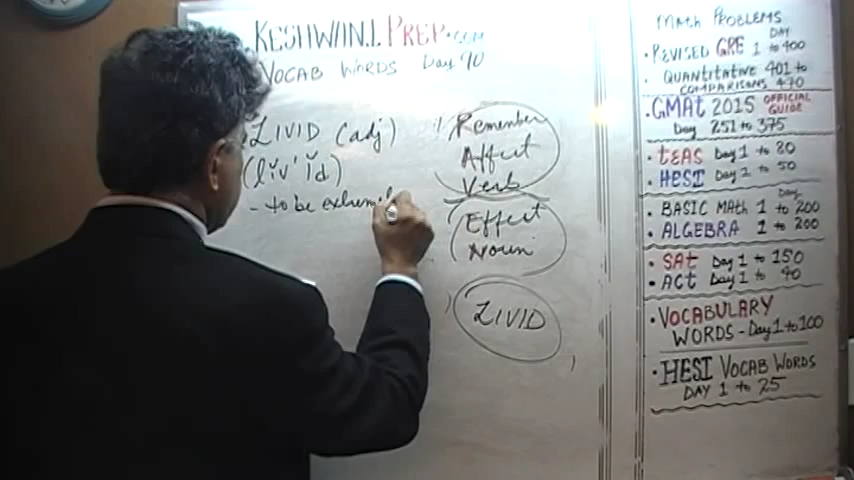 KESHWANI PREP.COM
VOCAB WORDS Day 90
LIVID (adj)
(lĭv' ĭd)
- to be extrem
Remember
Affect
Verb
Effect
Noun
LIVID
MATH PROBLEMS
DAY
• REVISED GRE 1 to 400
• QUANTITATIVE 401 to
COMPARISONS 470
• GMAT 2015 OFFICIAL
GUIDE
Day 251 to 375
• TEAS Day 1 to 80
• HESI Day 1 to 50
Day
• BASIC MATH 1 to 200
• ALGEBRA 1 to 200
• SAT Day 1 to 150
• ACT Day 1 to 90
• VOCABULARY
WORDS - Day 1 to 100
• HESI VOCAB WORDS
DAY 1 to 25